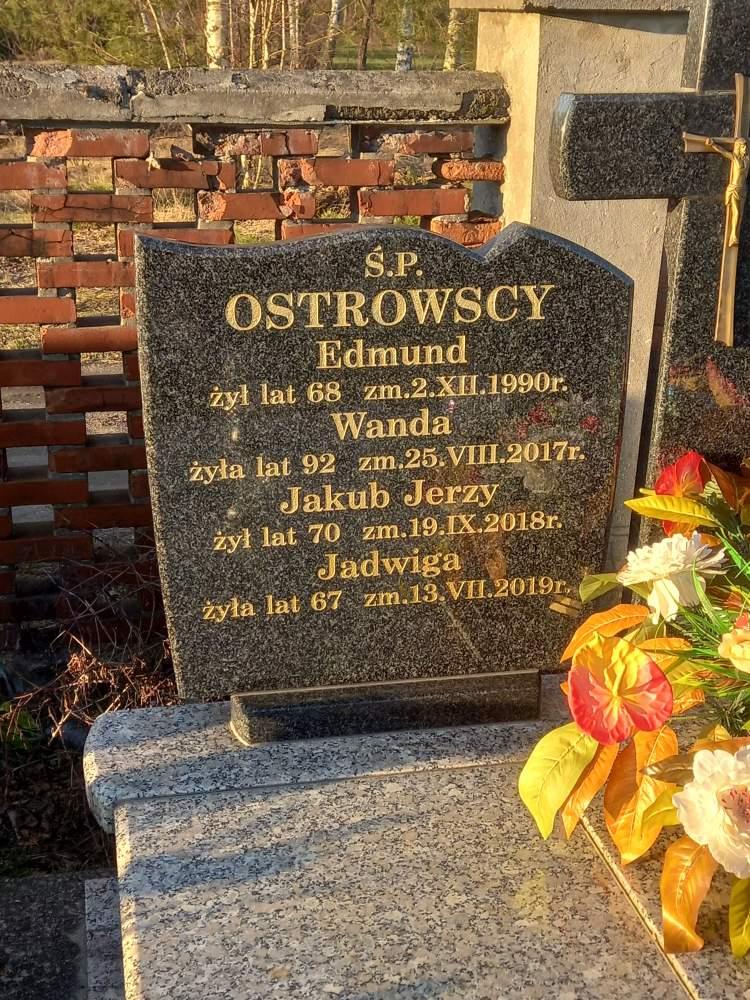 Ś.P.
OSTROWSCY
Edmund
żył lat 68 zm.2.XII.1990r.
Wanda
żyła lat 92 zm.25.VIII.2017r.
Jakub Jerzy
żył lat 70 zm.19.IX.2018r.
Jadwiga
żyła lat 67 zm.13.VII.2019r.